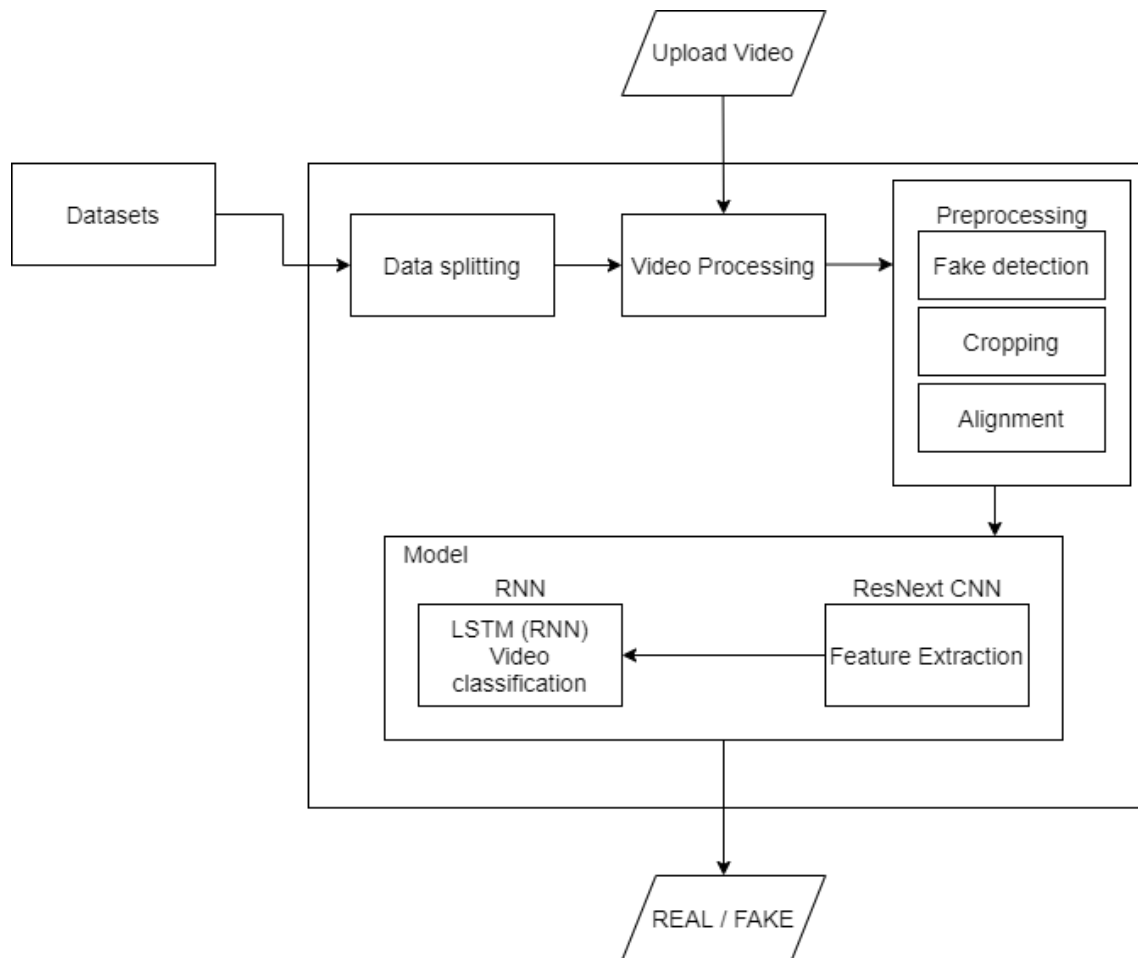 Upload Video
Datasets
Data splitting
Video Processing
Preprocessing
Fake detection
Cropping
Alignment
Model
RNN
LSTM (RNN)
Video
classification
ResNext CNN
Feature Extraction
REAL / FAKE